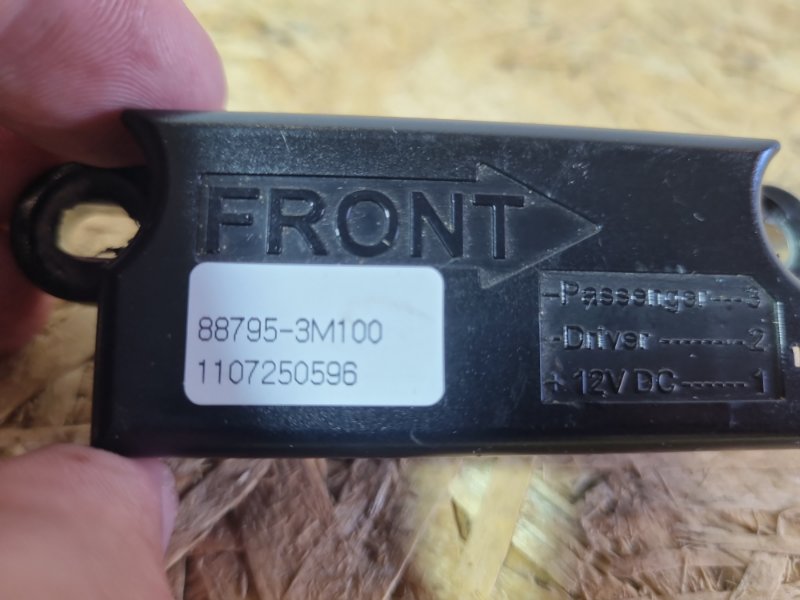 FRONT
88795-3M100
1107250596
-Passenger---3
-Driver-------2
+ 12V DC------1